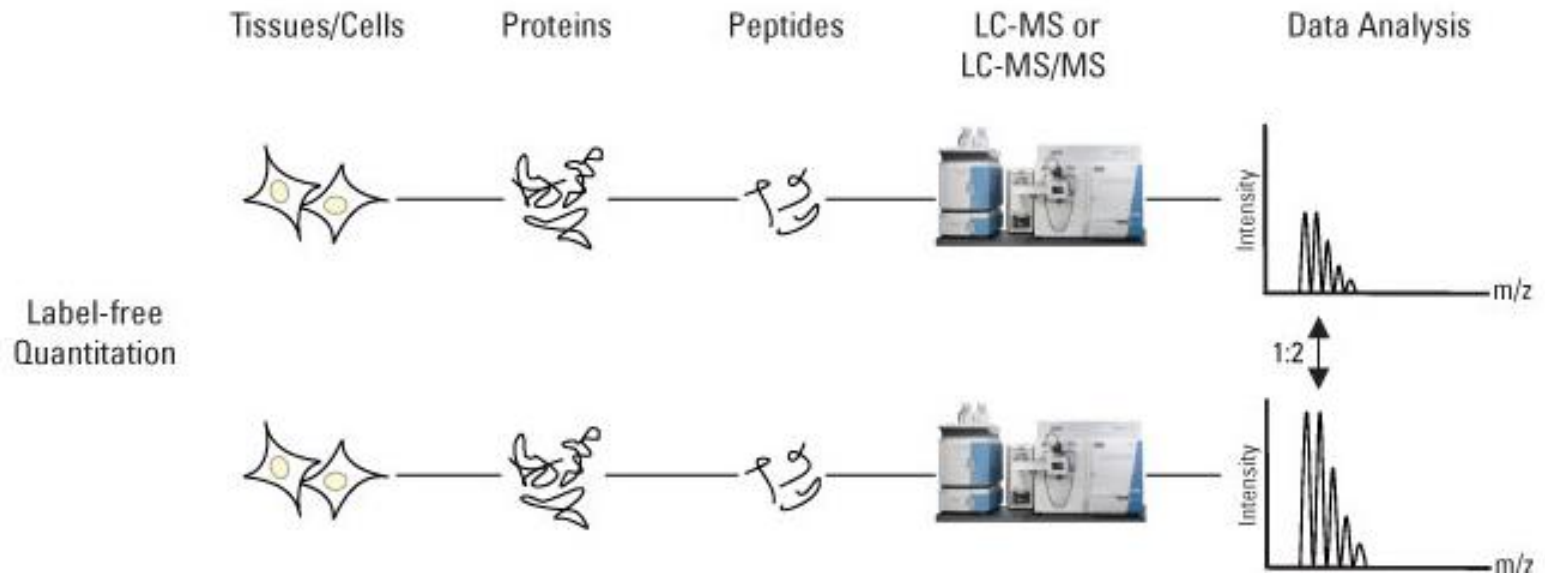 Tissues/Cells
Proteins
Peptides
LC-MS or
LC-MS/MS
Data Analysis
Intensity
m/z
Label-free
Quantitation
1:2
Intensity
m/z